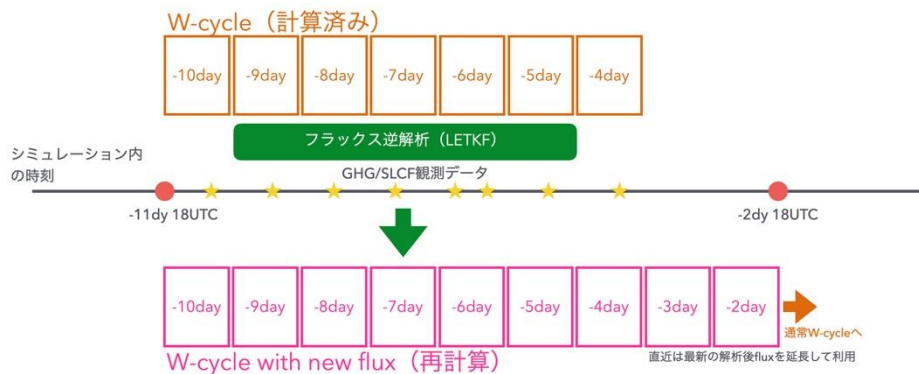 W-cycle（計算済み）
-10day
-9day
-8day
-7day
-6day
-5day
-4day
フラックス逆解析（LETKF）
シミュレーション内
の時刻
GHG/SLCF観測データ
-11dy 18UTC
-2dy 18UTC
-10day
-9day
-8day
-7day
-6day
-5day
-4day
-3day
-2day
通常W-cycleへ
W-cycle with new flux（再計算）
直近は最新の解析後fluxを延長して利用